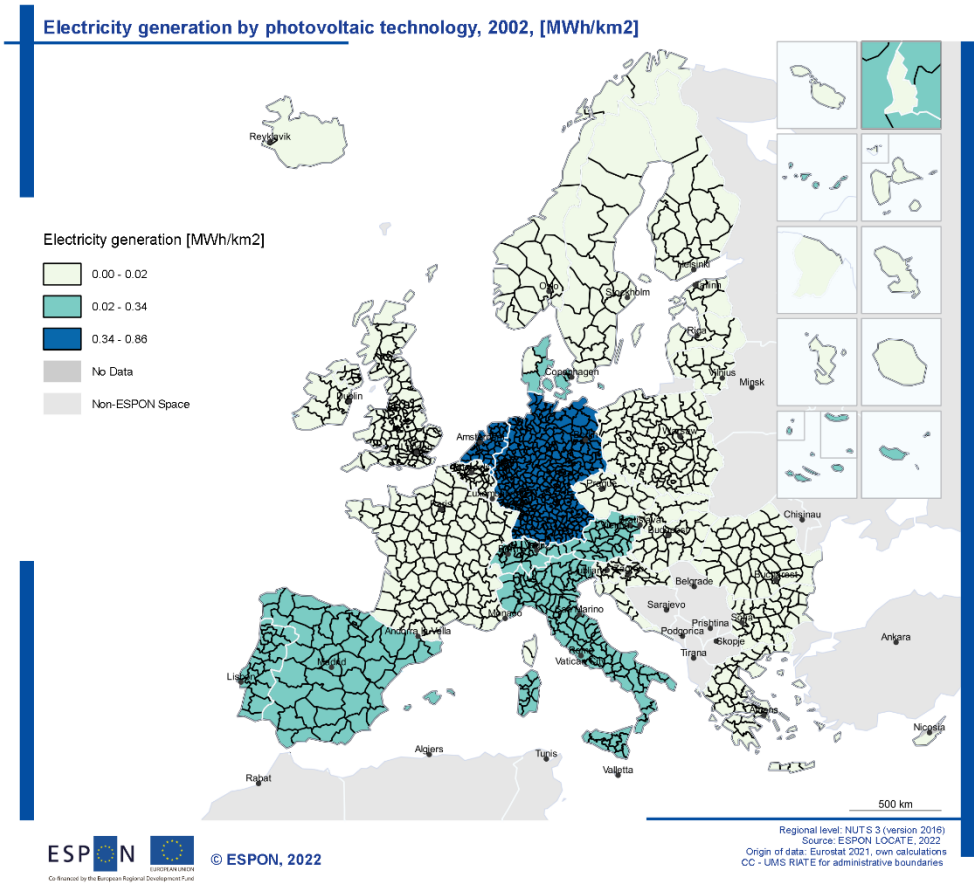 Electricity generation by photovoltaic technology, 2002, [MWh/km2]
Reykjavik
Electricity generation [MWh/km2]
0.00 - 0.02
0.02 - 0.34
0.34 - 0.86
No Data
Non-ESPON Space
Helsinki
Oslo
Stockholm
Tallinn
Riga
Copenhagen
Vilnius
Minsk
Dublin
Amsterdam
Warsaw
Prague
Paris
Chisinau
Bratislava
Budapest
Belgrade
Bucharest
San Marino
Monaco
Sarajevo
Andorra la Vella
Prishtina
Sofia
Podgorica
Skopje
Ankara
Rome
Vatican City
Tirana
Madrid
Lisbon
Athens
Nicosia
Algiers
Tunis
Valletta
Rabat
500 km
Regional level: NUTS 3 (version 2016)
Source: ESPON LOCATE, 2022
Origin of data: Eurostat 2021, own calculations
CC - UMS RIATE for administrative boundaries
ESPON
EUROPEAN UNION
Co-financed by the European Regional Development Fund
© ESPON, 2022